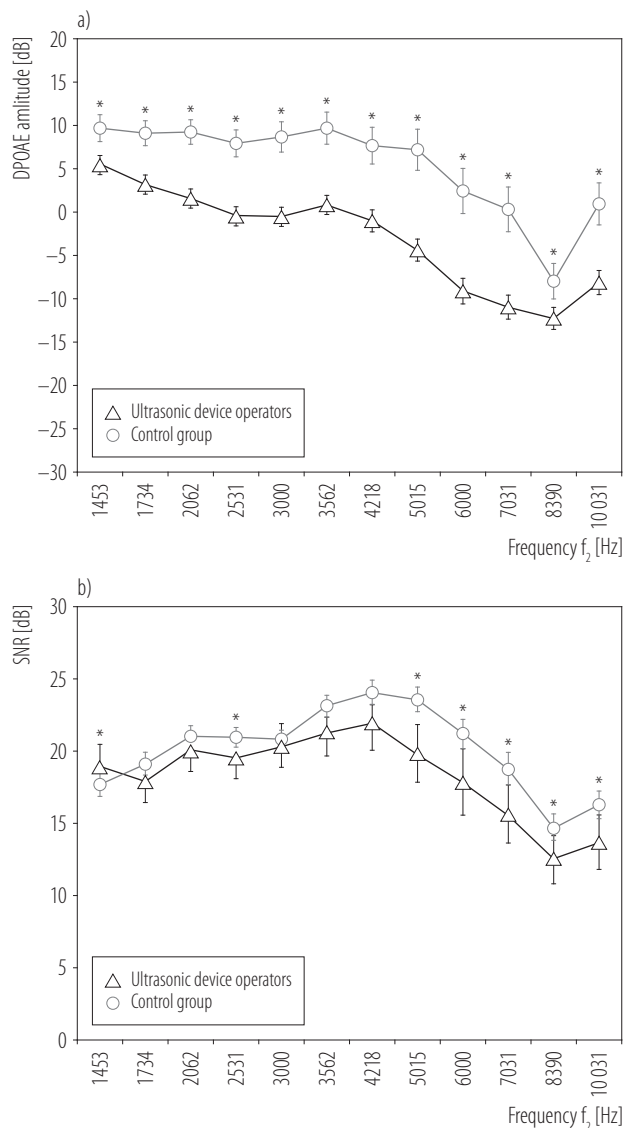 a)
DPOAE amlitude [dB]
20
15
10
5
0
−5
−10
−15
−20
−25
−30
* * * * * * * * * * * *
Ultrasonic device operators
Control group
1453 1734 2062 2531 3000 3562 4218 5015 6000 7031 8390 10 031
Frequency f₂ [Hz]
b)
SNR [dB]
30
25
20
15
10
5
0
* * * * * * *
Ultrasonic device operators
Control group
1453 1734 2062 2531 3000 3562 4218 5015 6000 7031 8390 10 031
Frequency f₂ [Hz]